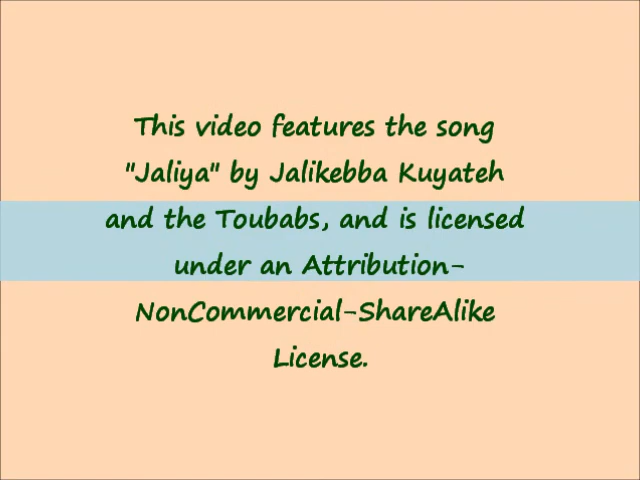 This video features the song
"Jaliya" by Jalikebba Kuyateh
and the Toubabs, and is licensed
under an Attribution-
NonCommercial-ShareAlike
License.